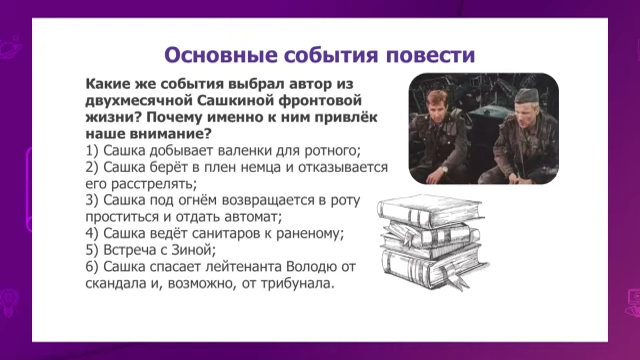 Основные события повести
Какие же события выбрал автор из
двухмесячной Сашкиной фронтовой
жизни? Почему именно к ним привлёк
наше внимание?
1) Сашка добывает валенки для ротного;
2) Сашка берёт в плен немца и отказывается
его расстрелять;
3) Сашка под огнём возвращается в роту
проститься и отдать автомат;
4) Сашка ведёт санитаров к раненому;
5) Встреча с Зиной;
6) Сашка спасает лейтенанта Володю от
скандала и, возможно, от трибунала.